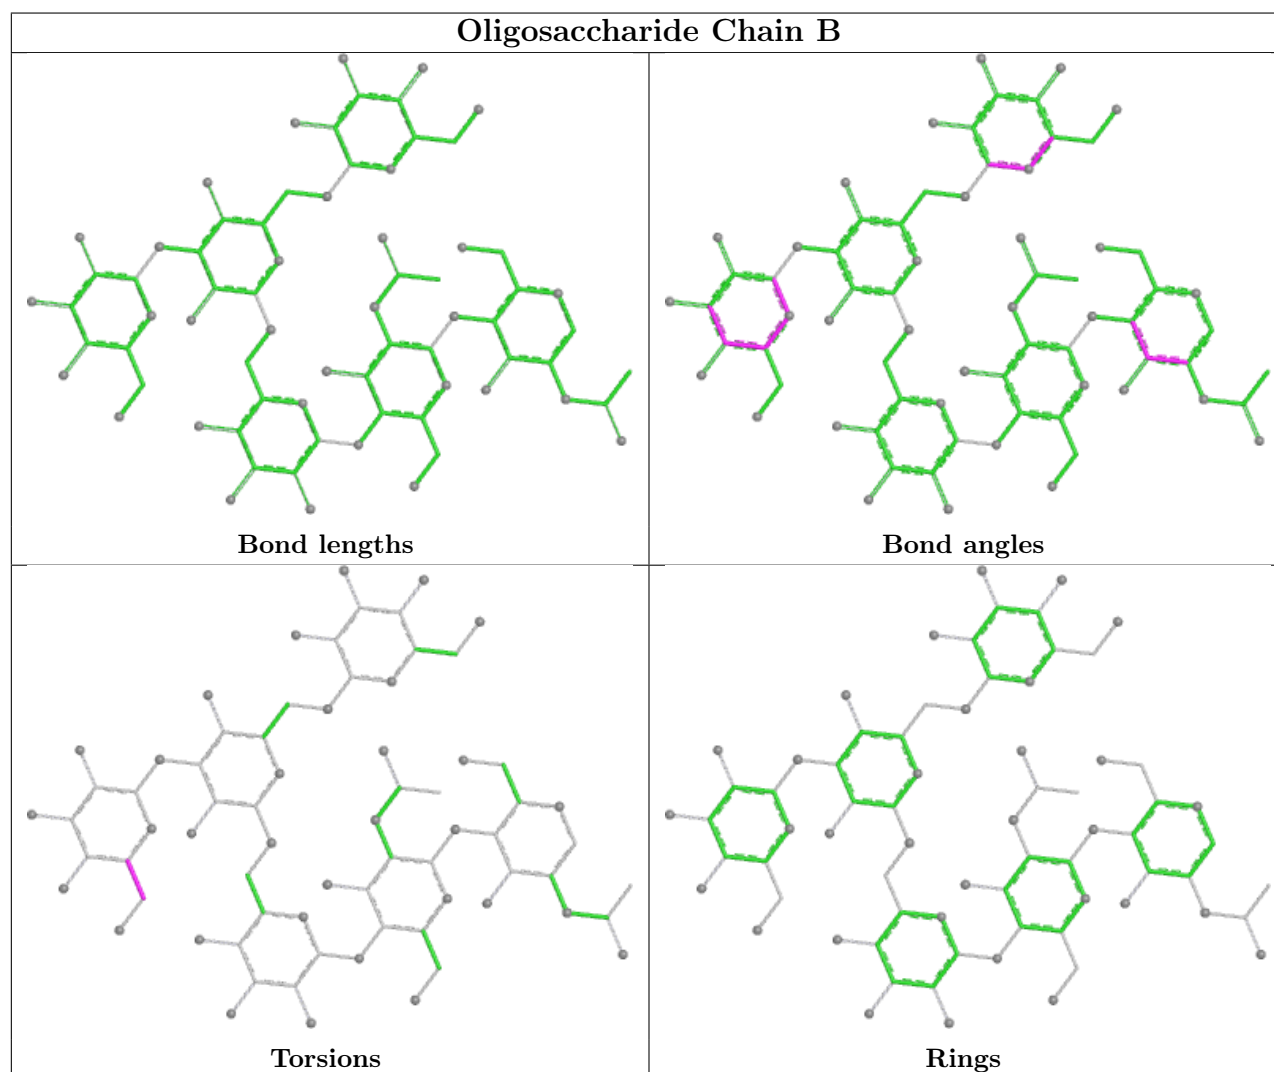 Oligosaccharide Chain B
Bond lengths
Bond angles
Torsions
Rings